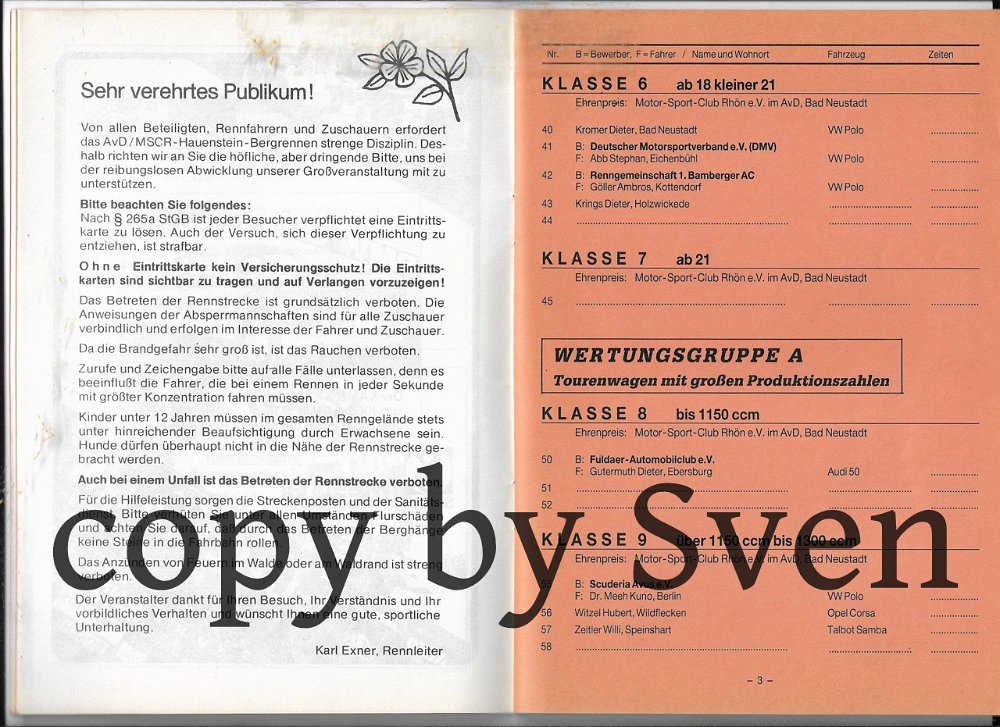 Sehr verehrtes Publikum!
Von allen Beteiligten, Rennfahrern und Zuschauern erfordert
das AvD/MSCR-Hauenstein-Bergrennen strenge Disziplin. Des-
halb richten wir an Sie die höfliche, aber dringende Bitte, uns bei
der reibungslosen Abwicklung unserer Großveranstaltung mit zu
unterstützen.
Bitte beachten Sie folgendes:
Nach § 265a StGB ist jeder Besucher verpflichtet eine Eintritts-
karte zu lösen. Auch der Versuch, sich dieser Verpflichtung zu
entziehen, ist strafbar.
Ohne Eintrittskarte kein Versicherungsschutz! Die Eintritts-
karten sind sichtbar zu tragen und auf Verlangen vorzuzeigen!
Das Betreten der Rennstrecke ist grundsätzlich verboten. Die
Anweisungen der Absperrmannschaften sind für alle Zuschauer
verbindlich und erfolgen im Interesse der Fahrer und Zuschauer.
Da die Brandgefahr sehr groß ist, ist das Rauchen verboten.
Zurufe und Zeichengabe bitte auf alle Fälle unterlassen, denn es
beeinflußt die Fahrer, die bei einem Rennen in jeder Sekunde
mit größter Konzentration fahren müssen.
Kinder unter 12 Jahren müssen im gesamten Renngelände stets
unter hinreichender Beaufsichtigung durch Erwachsene sein.
Hunde dürfen überhaupt nicht in die Nähe der Rennstrecke ge-
bracht werden.
Auch bei einem Unfall ist das Betreten der Rennstrecke verboten.
Für die Hilfeleistung sorgen die Streckenposten und der Sanitäts-
dienst. Bitte verhüten Sie unter allen Umständen Flurschäden
und achten Sie darauf, daß durch das Betreten der Berghänge
keine Steine in die Fahrbahn rollen.
Das Anzünden von Feuern im Walde oder am Waldrand ist streng
verboten.
Der Veranstalter dankt für Ihren Besuch, Ihr Verständnis und Ihr
vorbildliches Verhalten und wünscht Ihnen eine gute, sportliche
Unterhaltung.
Karl Exner, Rennleiter
Nr. B = Bewerber, F = Fahrer / Name und Wohnort Fahrzeug Zeiten
KLASSE 6 ab 18 kleiner 21
Ehrenpreis: Motor-Sport-Club Rhön e.V. im AvD, Bad Neustadt
40 Kromer Dieter, Bad Neustadt VW Polo
41 B: Deutscher Motorsportverband e.V. (DMV)
F: Abb Stephan, Eichenbühl VW Polo
42 B: Renngemeinschaft 1. Bamberger AC
F: Göller Ambros, Kottendorf VW Polo
43 Krings Dieter, Holzwickede
44
KLASSE 7 ab 21
Ehrenpreis: Motor-Sport-Club Rhön e.V. im AvD, Bad Neustadt
45
WERTUNGSGRUPPE A
Tourenwagen mit großen Produktionszahlen
KLASSE 8 bis 1150 ccm
Ehrenpreis: Motor-Sport-Club Rhön e.V. im AvD, Bad Neustadt
50 B: Fuldaer-Automobilclub e.V.
F: Gutermuth Dieter, Ebersburg Audi 50
51
52
KLASSE 9 über 1150 ccm bis 1300 ccm
Ehrenpreis: Motor-Sport-Club Rhön e.V. im AvD, Bad Neustadt
55 B: Scuderia Avus e.V.
F: Dr. Meeh Kuno, Berlin VW Polo
56 Witzel Hubert, Wildflecken Opel Corsa
57 Zeitler Willi, Speinshart Talbot Samba
58
– 3 –
copy by Sven